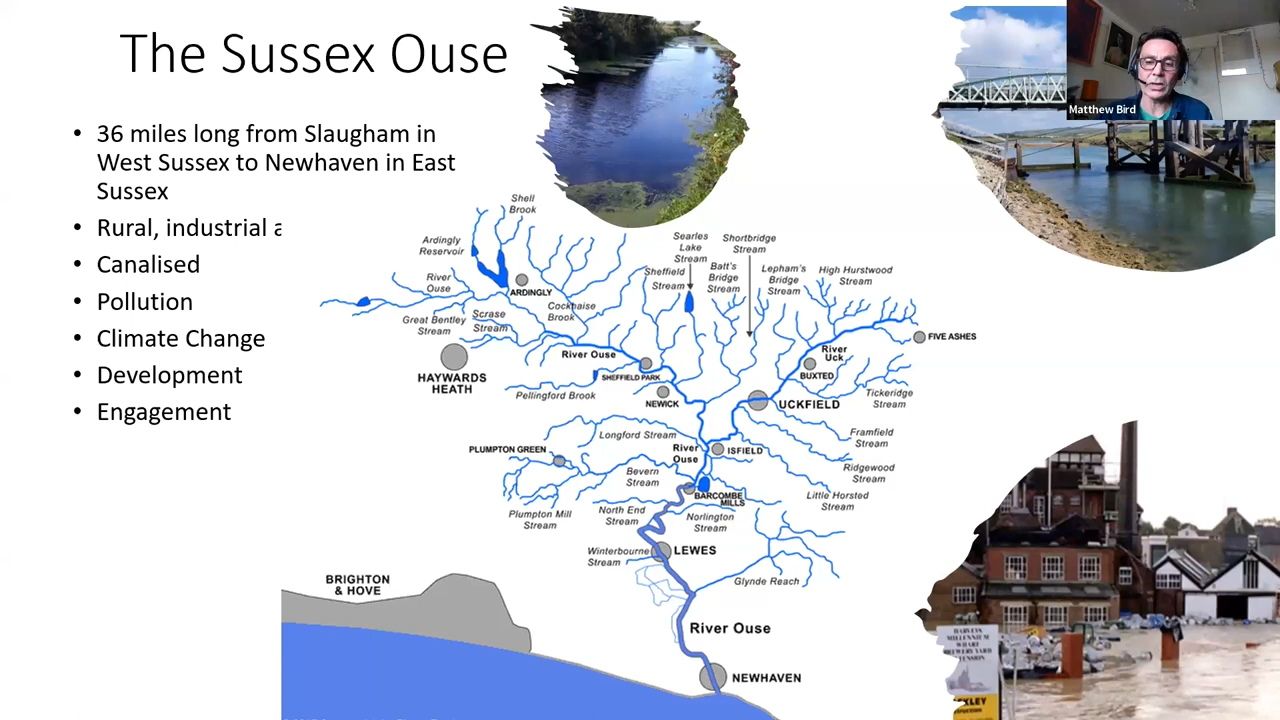 The Sussex Ouse
• 36 miles long from Slaugham in
West Sussex to Newhaven in East
Sussex
• Rural, industrial a
• Canalised
• Pollution
• Climate Change
• Development
• Engagement
Matthew Bird
Shell
Brook
Ardingly
Reservoir
River
Ouse
ARDINGLY
Great Bentley
Stream
Scrase
Stream
Cockhaise
Brook
HAYWARDS
HEATH
River Ouse
Sheffield
Stream
Searles
Lake
Stream
Batt's
Bridge
Stream
Shortbridge
Stream
Lepham's
Bridge
Stream
High Hurstwood
Stream
FIVE ASHES
River
Uck
BUXTED
SHEFFIELD PARK
Pellingford Brook
NEWICK
UCKFIELD
Tickeridge
Stream
Longford Stream
Framfield
Stream
PLUMPTON GREEN
River
Ouse
ISFIELD
Ridgewood
Stream
Bevern
Stream
BARCOMBE
MILLS
Little Horsted
Stream
Plumpton Mill
Stream
North End
Stream
Norlington
Stream
Winterbourne
Stream
LEWES
Glynde Reach
BRIGHTON
& HOVE
River Ouse
NEWHAVEN
HARVEYS
MILLENNIUM
WHARF
BREWERY YARD